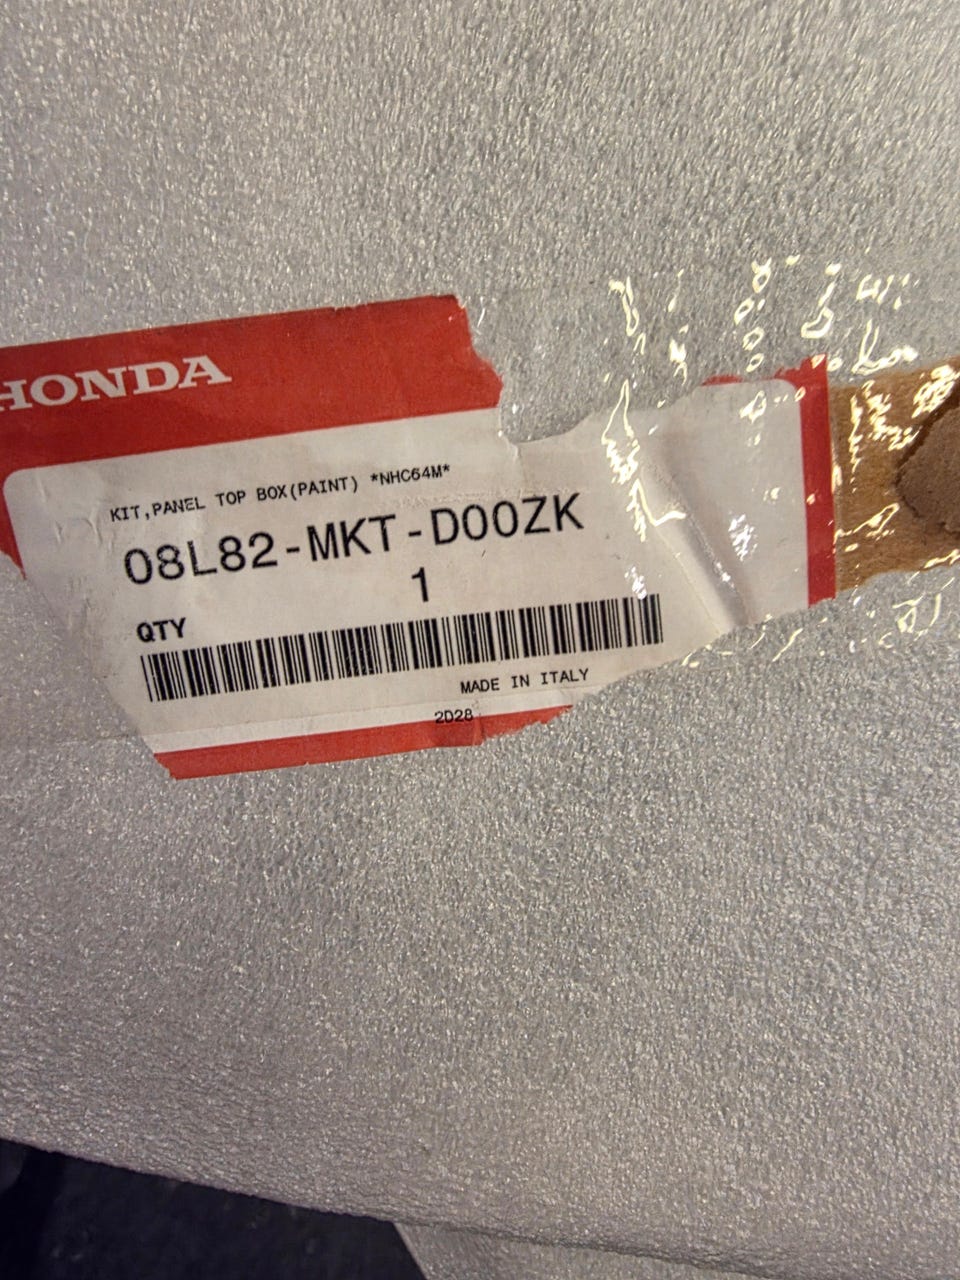 HONDA
KIT,PANEL TOP BOX(PAINT) *NHC64M*
08L82-MKT-D00ZK
1
QTY
MADE IN ITALY
2D28